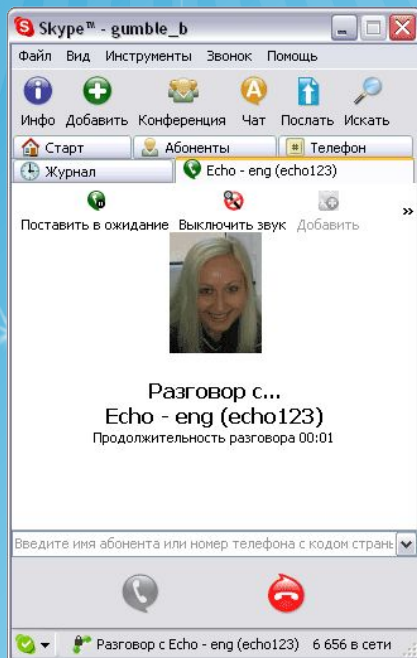 Skype™ - gumble_b
Файл Вид Инструменты Звонок Помощь
Инфо Добавить Конференция Чат Послать Искать
Старт Абоненты Телефон
Журнал Echo - eng (echo123)
Поставить в ожидание Выключить звук Добавить »
Разговор с...
Echo - eng (echo123)
Продолжительность разговора 00:01
Введите имя абонента или номер телефона с кодом страны
Разговор с Echo - eng (echo123) 6 656 в сети